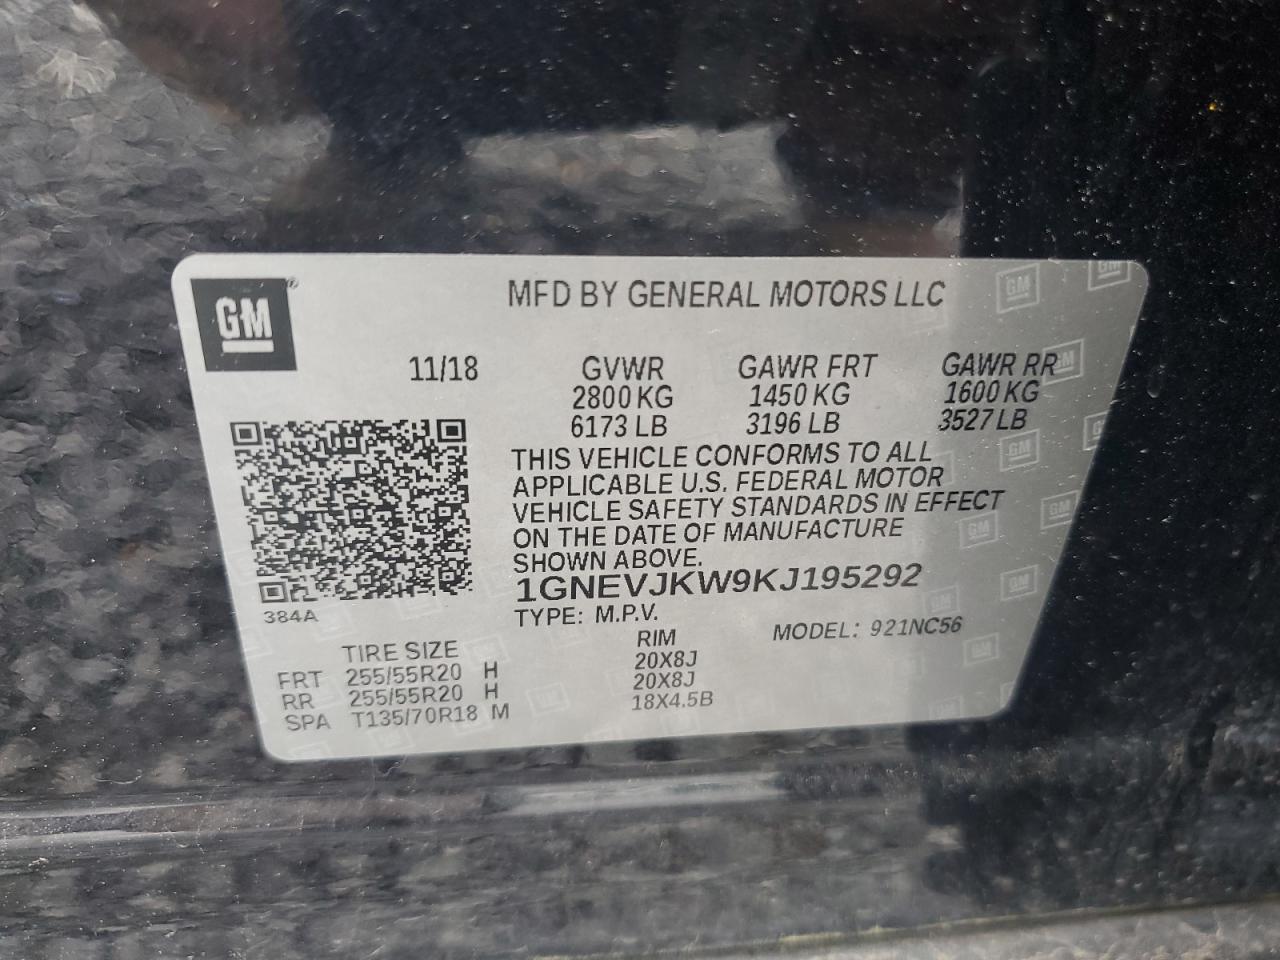 GM
MFD BY GENERAL MOTORS LLC
11/18 GVWR GAWR FRT GAWR RR
2800 KG 1450 KG 1600 KG
6173 LB 3196 LB 3527 LB
THIS VEHICLE CONFORMS TO ALL
APPLICABLE U.S. FEDERAL MOTOR
VEHICLE SAFETY STANDARDS IN EFFECT
ON THE DATE OF MANUFACTURE
SHOWN ABOVE.
1GNEVJKW9KJ195292
384A
TYPE: M.P.V. MODEL: 921NC56
TIRE SIZE RIM
FRT 255/55R20 H 20X8J
RR 255/55R20 H 20X8J
SPA T135/70R18 M 18X4.5B